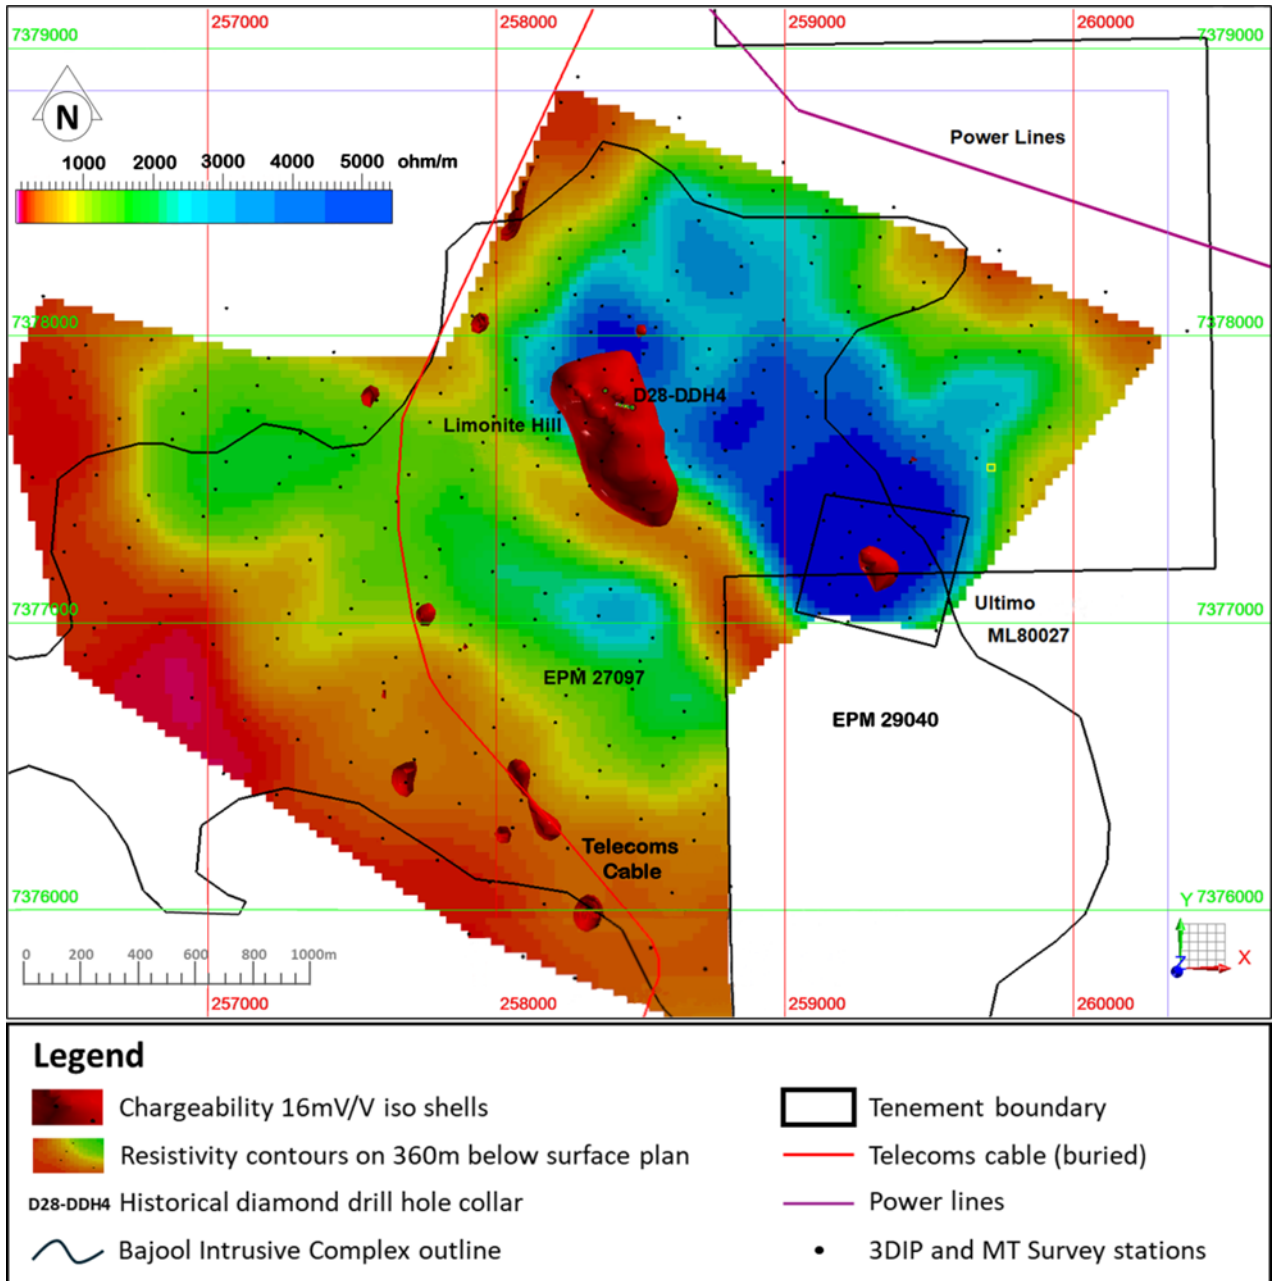 257000 258000 259000 260000
7379000 7379000
N
Power Lines
1000 2000 3000 4000 5000 ohm/m
7378000 7378000
D28-DDH4
Limonite Hill
7377000 7377000
Ultimo
ML80027
EPM 27097
EPM 29040
Telecoms
Cable
7376000 7376000
Y
X
Z
0 200 400 600 800 1000m
257000 258000 259000 260000
Legend
Chargeability 16mV/V iso shells
Resistivity contours on 360m below surface plan
D28-DDH4 Historical diamond drill hole collar
Bajool Intrusive Complex outline
Tenement boundary
Telecoms cable (buried)
Power lines
3DIP and MT Survey stations